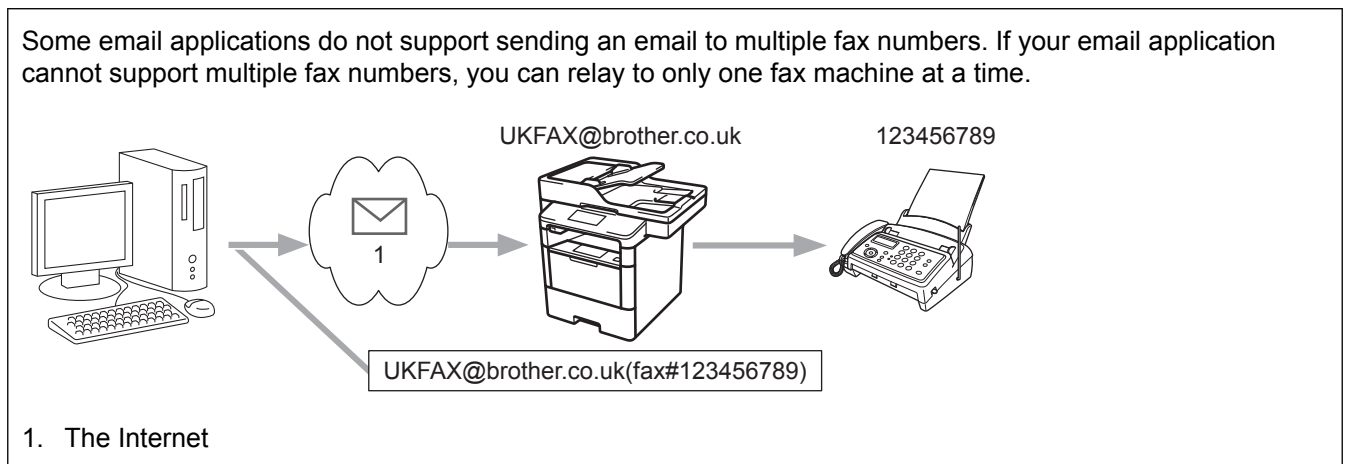 Some email applications do not support sending an email to multiple fax numbers. If your email application
cannot support multiple fax numbers, you can relay to only one fax machine at a time.
UKFAX@brother.co.uk
123456789
1
UKFAX@brother.co.uk(fax#123456789)
1. The Internet